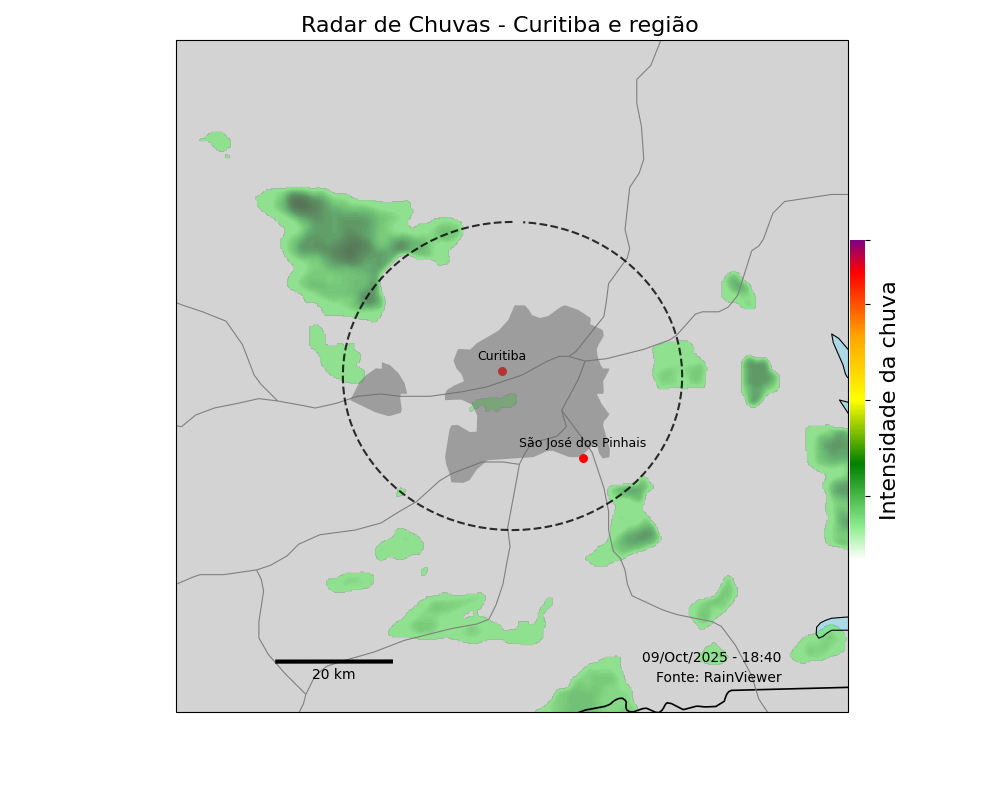 Radar de Chuvas - Curitiba e região
Curitiba
São José dos Pinhais
Intensidade da chuva
09/Oct/2025 - 18:40
Fonte: RainViewer
20 km